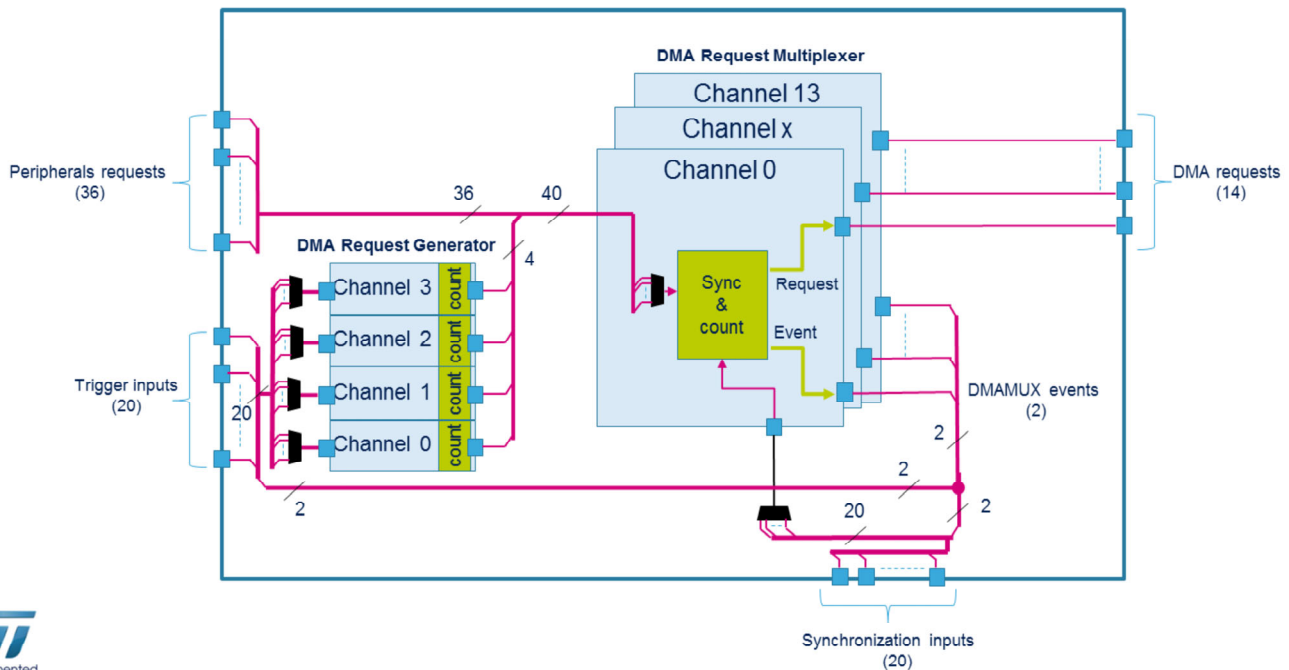 DMA Request Multiplexer
Channel 13
Channel x
Channel 0
Peripherals requests
(36)
36
40
DMA requests
(14)
DMA Request Generator
4
Channel 3
count
Channel 2
count
Channel 1
count
Channel 0
count
Sync
&
count
Request
Event
Trigger inputs
(20)
20
DMAMUX events
(2)
2
2
2
2
20
Synchronization inputs
(20)